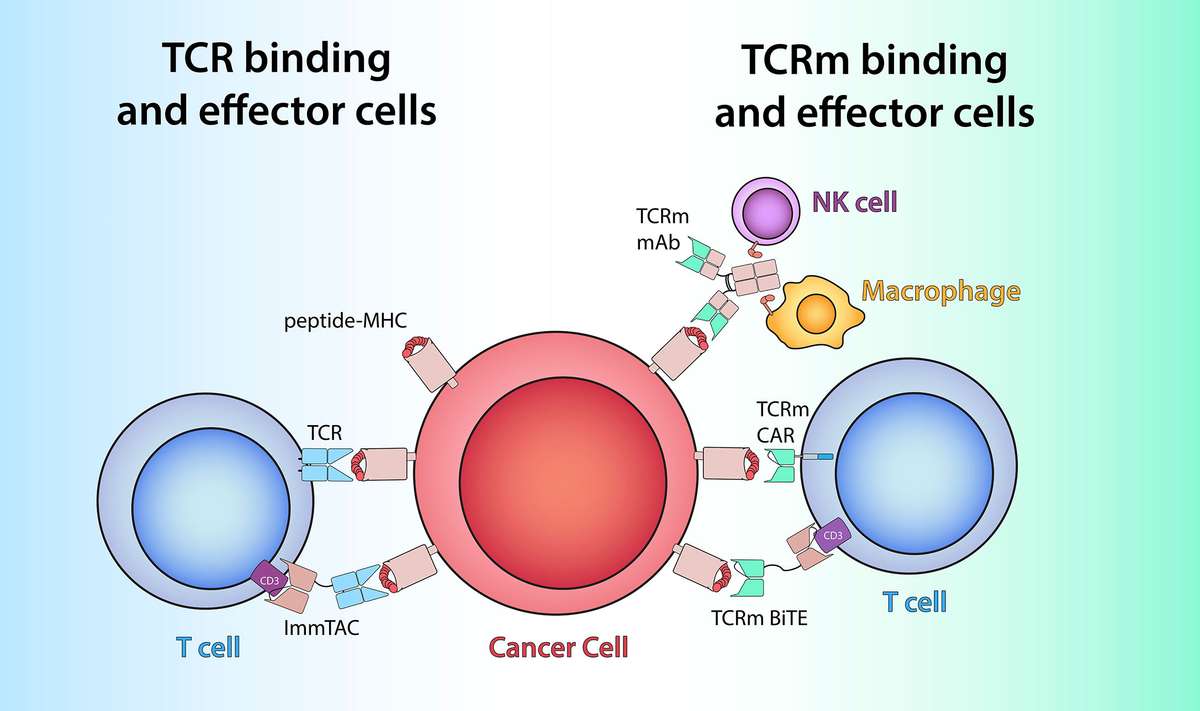 TCR binding
and effector cells
TCRm binding
and effector cells
NK cell
TCRm
mAb
Macrophage
peptide-MHC
TCRm
CAR
TCR
CD3
CD3
ImmTAC
TCRm BiTE
T cell
T cell
Cancer Cell